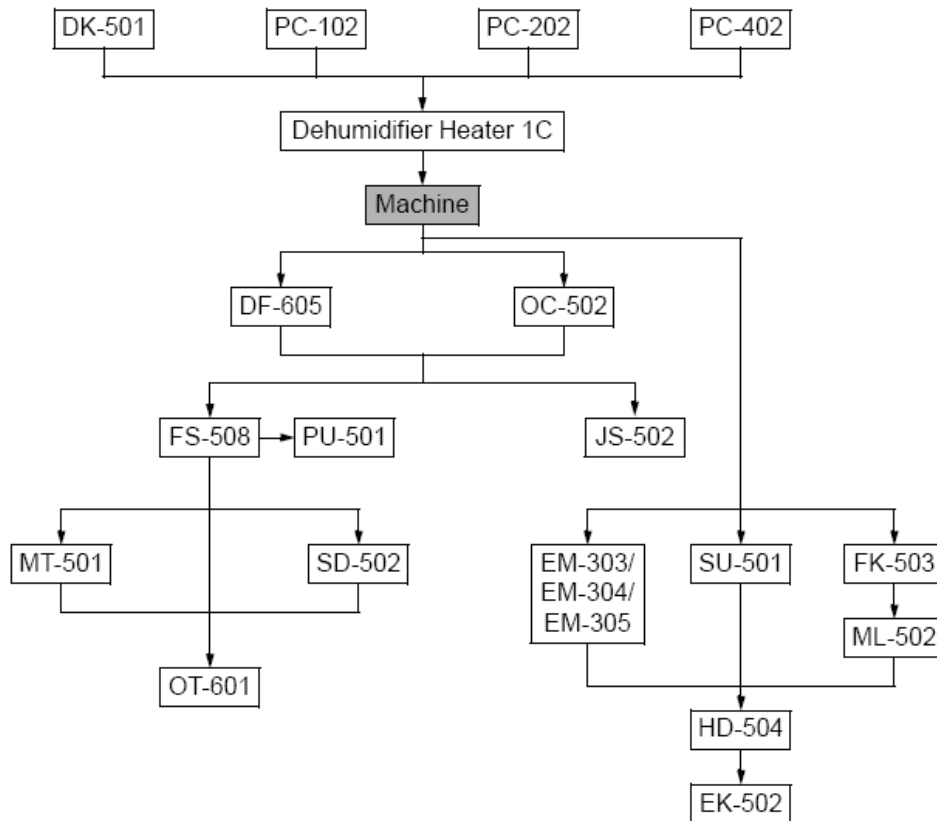 DK-501
PC-102
PC-202
PC-402
Dehumidifier Heater 1C
Machine
DF-605
OC-502
FS-508
PU-501
JS-502
MT-501
SD-502
EM-303/
EM-304/
EM-305
SU-501
FK-503
ML-502
OT-601
HD-504
EK-502